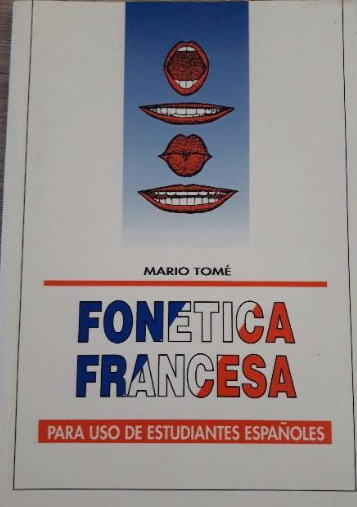 MARIO TOMÉ
FONETICA
FRANCESA
PARA USO DE ESTUDIANTES ESPAÑOLES